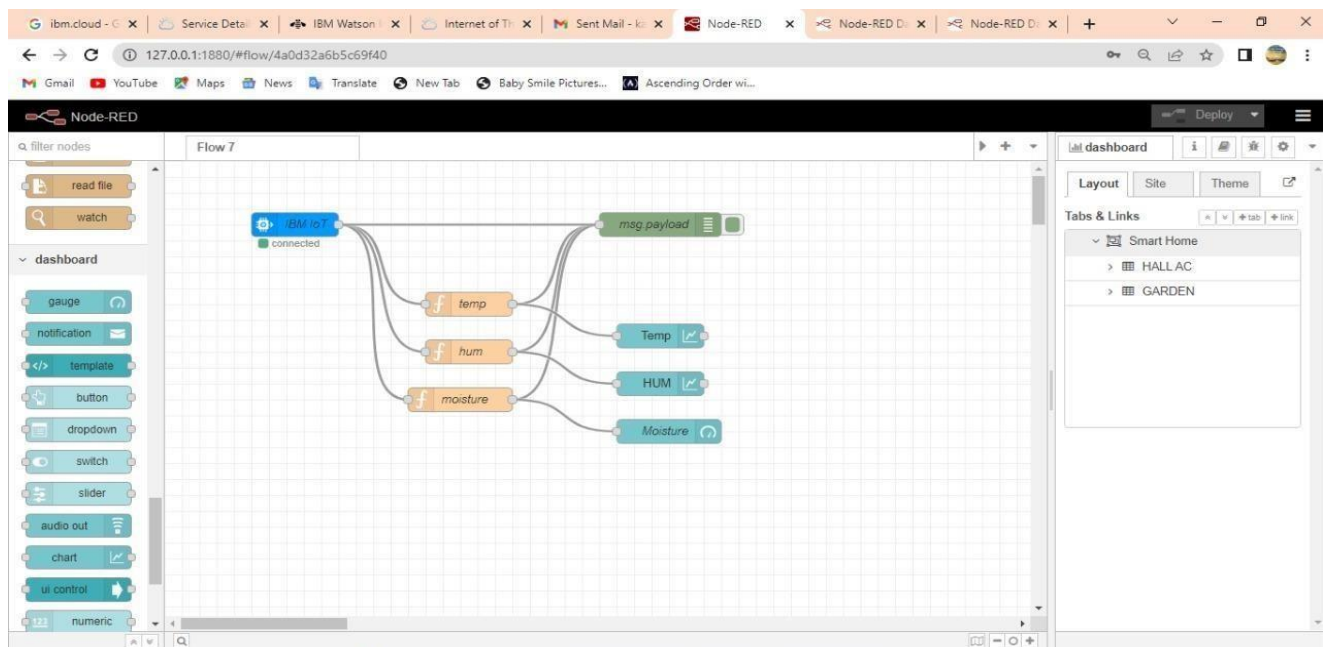 ibm.cloud - G
Service Detai
IBM Watson
Internet of Th
Sent Mail - ka
Node-RED
Node-RED Da
Node-RED Da
127.0.0.1:1880/#flow/4a0d32a6b5c69f40
Gmail
YouTube
Maps
News
Translate
New Tab
Baby Smile Pictures...
Ascending Order wi...
Node-RED
Deploy
filter nodes
read file
watch
dashboard
gauge
notification
template
button
dropdown
switch
slider
audio out
chart
ui control
numeric
Flow 7
IBM IoT
connected
msg.payload
temp
hum
moisture
Temp
HUM
Moisture
dashboard
Layout
Site
Theme
Tabs & Links
tab
link
Smart Home
HALL AC
GARDEN